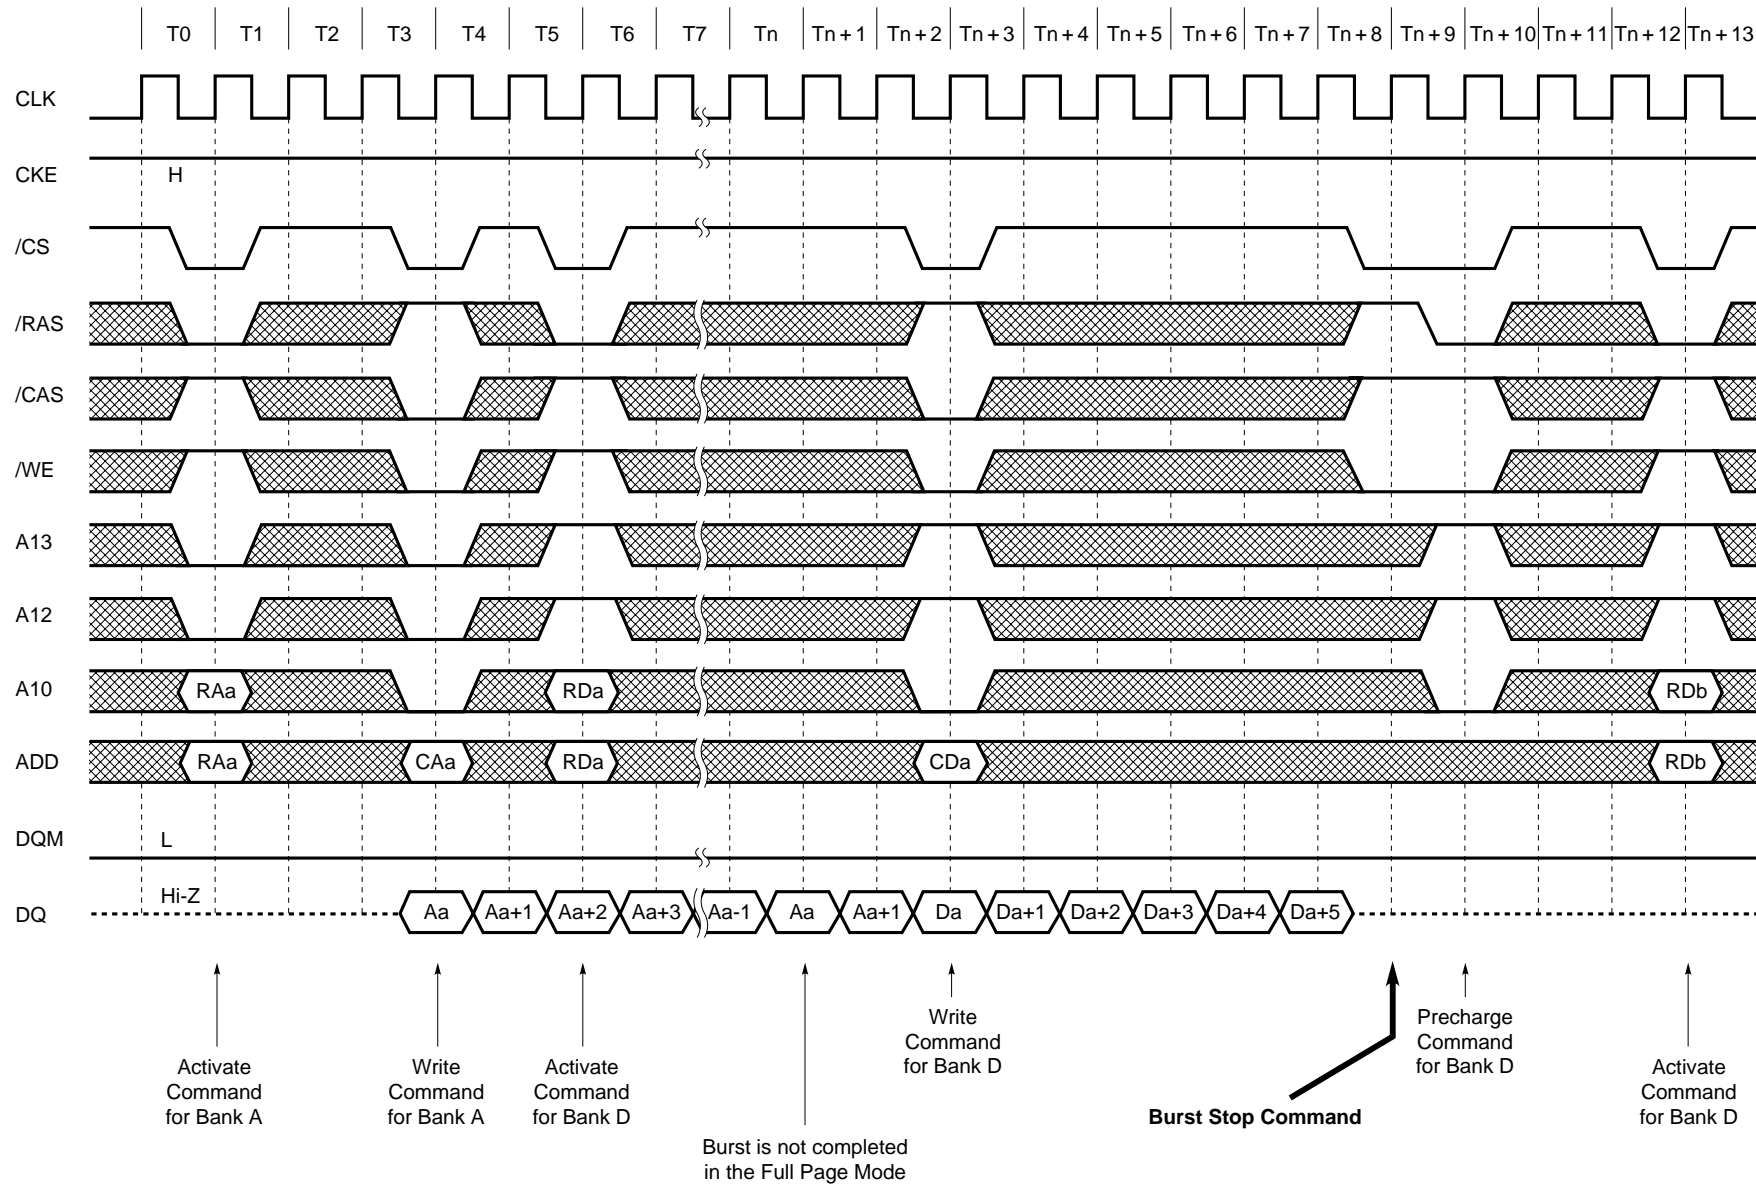 T0 T1 T2 T3 T4 T5 T6 T7 Tn Tn + 1 Tn + 2 Tn + 3 Tn + 4 Tn + 5 Tn + 6 Tn + 7 Tn + 8 Tn + 9 Tn + 10 Tn + 11 Tn + 12 Tn + 13
CLK
CKE H
/CS
/RAS
/CAS
/WE
A13
A12
A10 RAa RDa RDb
ADD RAa CAa RDa CDa RDb
DQM L
DQ Hi-Z Aa Aa+1 Aa+2 Aa+3 Aa-1 Aa Aa+1 Da Da+1 Da+2 Da+3 Da+4 Da+5
Activate
Command
for Bank A
Write
Command
for Bank A
Activate
Command
for Bank D
Burst is not completed
in the Full Page Mode
Write
Command
for Bank D
Burst Stop Command
Precharge
Command
for Bank D
Activate
Command
for Bank D